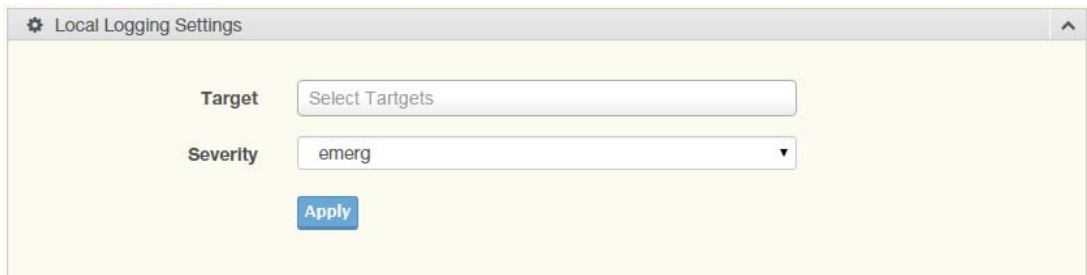 Local Logging Settings
Target Select Tartgets
Severity emerg
Apply